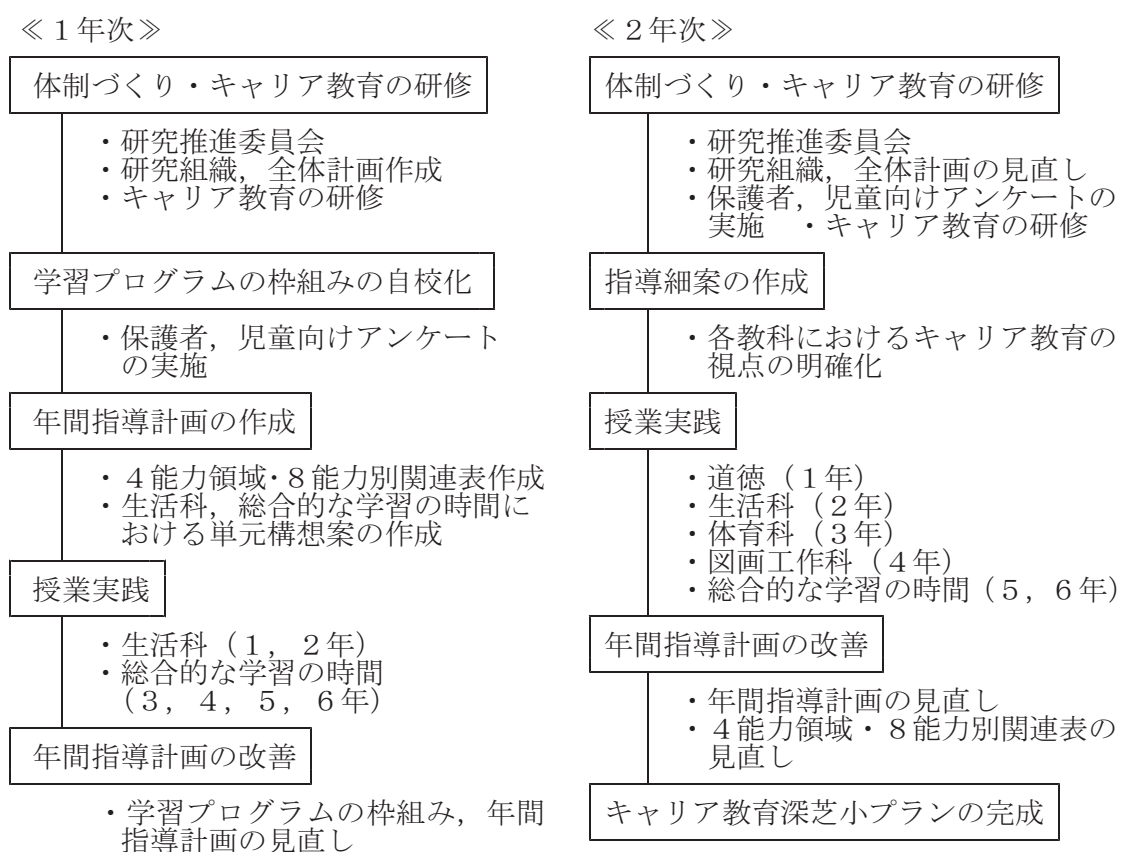 ≪１年次≫
体制づくり・キャリア教育の研修
・研究推進委員会
・研究組織，全体計画作成
・キャリア教育の研修
学習プログラムの枠組みの自校化
・保護者，児童向けアンケート
の実施
年間指導計画の作成
・４能力領域・８能力別関連表作成
・生活科，総合的な学習の時間に
おける単元構想案の作成
授業実践
・生活科（１，２年）
・総合的な学習の時間
（３，４，５，６年）
年間指導計画の改善
・学習プログラムの枠組み，年間
指導計画の見直し
≪２年次≫
体制づくり・キャリア教育の研修
・研究推進委員会
・研究組織，全体計画の見直し
・保護者，児童向けアンケートの
実施　・キャリア教育の研修
指導細案の作成
・各教科におけるキャリア教育の
視点の明確化
授業実践
・道徳（１年）
・生活科（２年）
・体育科（３年）
・図画工作科（４年）
・総合的な学習の時間（５，６年）
年間指導計画の改善
・年間指導計画の見直し
・４能力領域・８能力別関連表の
見直し
キャリア教育深芝小プランの完成